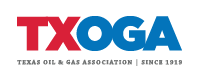 TXOGA
TEXAS OIL & GAS ASSOCIATION | SINCE 1919